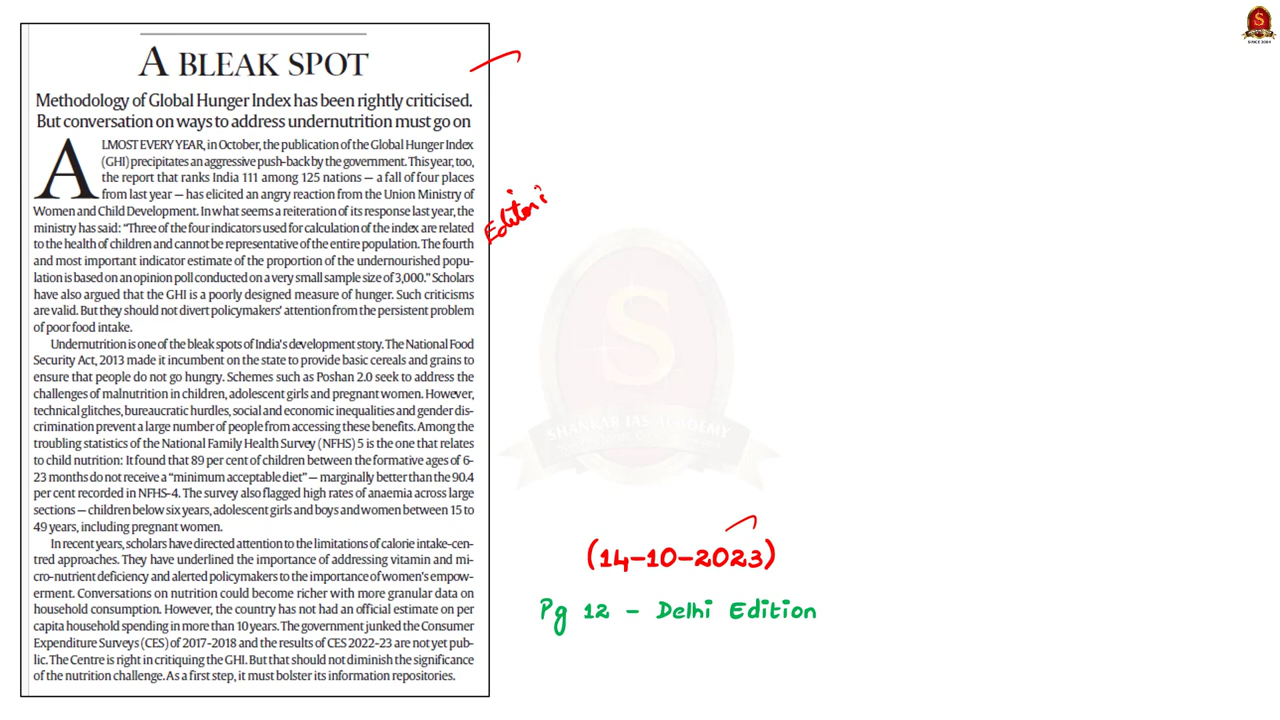 A BLEAK SPOT
Methodology of Global Hunger Index has been rightly criticised.
But conversation on ways to address undernutrition must go on
ALMOST EVERY YEAR, in October, the publication of the Global Hunger Index
(GHI) precipitates an aggressive push-back by the government. This year, too,
the report that ranks India 111 among 125 nations — a fall of four places
from last year — has elicited an angry reaction from the Union Ministry of
Women and Child Development. In what seems a reiteration of its response last year, the
ministry has said: "Three of the four indicators used for calculation of the index are related
to the health of children and cannot be representative of the entire population. The fourth
and most important indicator estimate of the proportion of the undernourished popu-
lation is based on an opinion poll conducted on a very small sample size of 3,000." Scholars
have also argued that the GHI is a poorly designed measure of hunger. Such criticisms
are valid. But they should not divert policymakers' attention from the persistent problem
of poor food intake.
Undernutrition is one of the bleak spots of India's development story. The National Food
Security Act, 2013 made it incumbent on the state to provide basic cereals and grains to
ensure that people do not go hungry. Schemes such as Poshan 2.0 seek to address the
challenges of malnutrition in children, adolescent girls and pregnant women. However,
technical glitches, bureaucratic hurdles, social and economic inequalities and gender dis-
crimination prevent a large number of people from accessing these benefits. Among the
troubling statistics of the National Family Health Survey (NFHS) 5 is the one that relates
to child nutrition: It found that 89 per cent of children between the formative ages of 6-
23 months do not receive a "minimum acceptable diet" — marginally better than the 90.4
per cent recorded in NFHS-4. The survey also flagged high rates of anaemia across large
sections — children below six years, adolescent girls and boys and women between 15 to
49 years, including pregnant women.
In recent years, scholars have directed attention to the limitations of calorie intake-cen-
tred approaches. They have underlined the importance of addressing vitamin and mi-
cro-nutrient deficiency and alerted policymakers to the importance of women's empow-
erment. Conversations on nutrition could become richer with more granular data on
household consumption. However, the country has not had an official estimate on per
capita household spending in more than 10 years. The government junked the Consumer
Expenditure Surveys (CES) of 2017-2018 and the results of CES 2022-23 are not yet pub-
lic. The Centre is right in critiquing the GHI. But that should not diminish the significance
of the nutrition challenge. As a first step, it must bolster its information repositories.
Editori
S
SHANKAR IAS ACADEMY
(14-10-2023)
Pg 12 - Delhi Edition